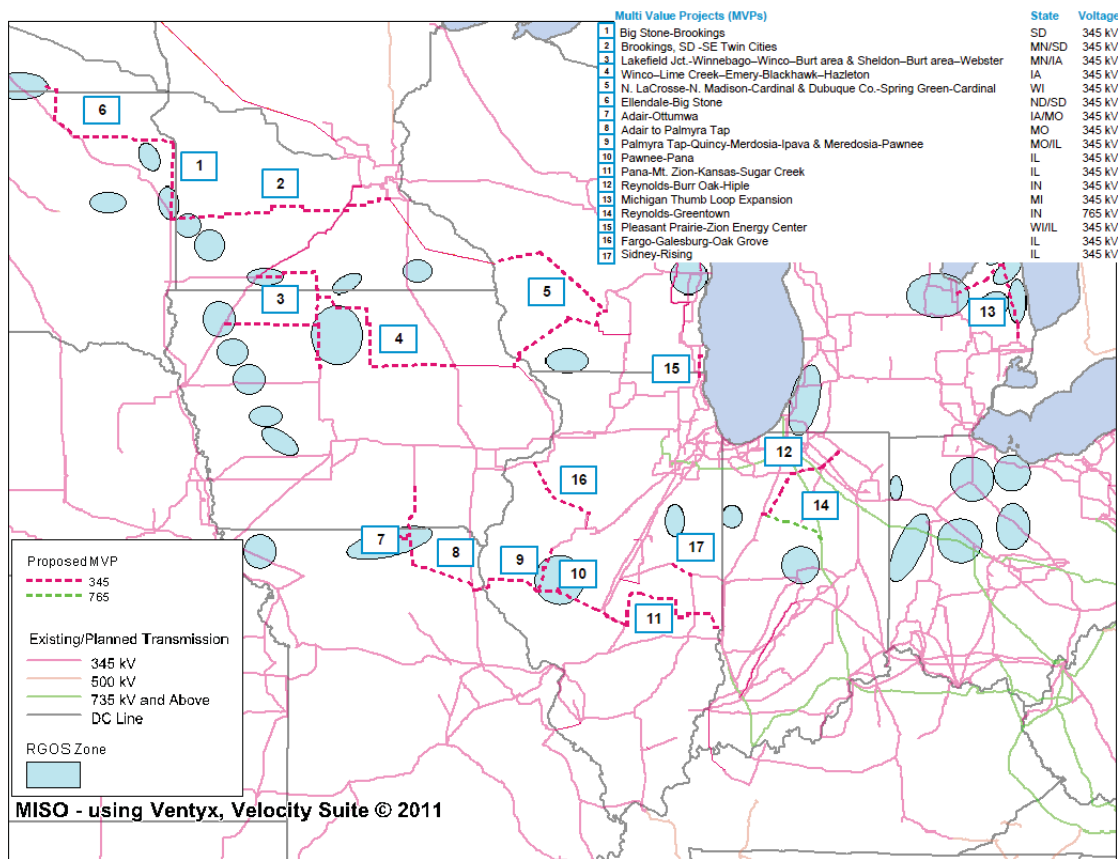 Multi Value Projects (MVPs) State Voltage
1 Big Stone-Brookings SD 345 kV
2 Brookings, SD -SE Twin Cities MN/SD 345 kV
3 Lakefield Jct.-Winnebago–Winco–Burt area & Sheldon–Burt area–Webster MN/IA 345 kV
4 Winco–Lime Creek–Emery-Blackhawk–Hazleton IA 345 kV
5 N. LaCrosse-N. Madison-Cardinal & Dubuque Co.-Spring Green-Cardinal WI 345 kV
6 Ellendale-Big Stone ND/SD 345 kV
7 Adair-Ottumwa IA/MO 345 kV
8 Adair to Palmyra Tap MO 345 kV
9 Palmyra Tap-Quincy-Merdosia-Ipava & Meredosia-Pawnee MO/IL 345 kV
10 Pawnee-Pana IL 345 kV
11 Pana-Mt. Zion-Kansas-Sugar Creek IL 345 kV
12 Reynolds-Burr Oak-Hiple IN 345 kV
13 Michigan Thumb Loop Expansion MI 345 kV
14 Reynolds-Greentown IN 765 kV
15 Pleasant Prairie-Zion Energy Center WI/IL 345 kV
16 Fargo-Galesburg-Oak Grove IL 345 kV
17 Sidney-Rising IL 345 kV
6
1
2
3
4
5
13
15
12
16
14
7
8
9
10
17
11
Proposed MVP
345
765
Existing/Planned Transmission
345 kV
500 kV
735 kV and Above
DC Line
RGOS Zone
MISO - using Ventyx, Velocity Suite © 2011